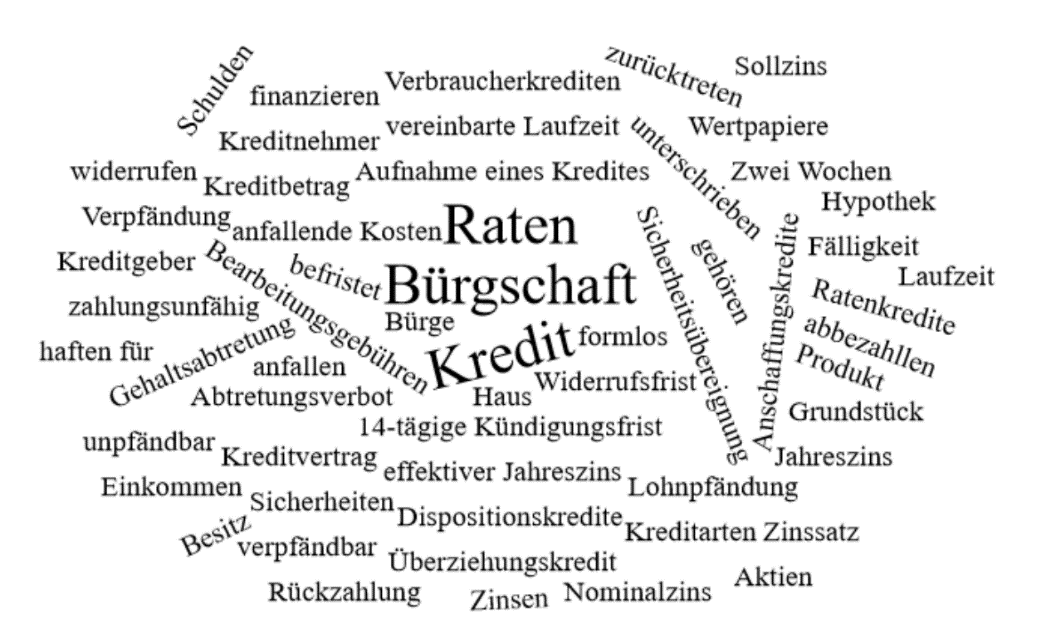 Schulden
finanzieren
Verbraucherkrediten
zurücktreten
Sollzins
Kreditnehmer
vereinbarte Laufzeit
unterschrieben
Wertpapiere
widerrufen
Kreditbetrag
Aufnahme eines Kredites
Zwei Wochen
Hypothek
Verpfändung
anfallende Kosten
Raten
Sicherheitsübereignung
gehören
Anschaffungskredite
Fälligkeit
Kreditgeber
Bearbeitungsgebühren
befristet
Bürgschaft
Laufzeit
Ratenkredite
zahlungsunfähig
Bürge
Kredit
formlos
abbezahllen
haften für
Gehaltsabtretung
anfallen
Widerrufsfrist
Produkt
Abtretungsverbot
Haus
Grundstück
14-tägige Kündigungsfrist
unpfändbar
Kreditvertrag
effektiver Jahreszins
Jahreszins
Einkommen
Sicherheiten
Lohnpfändung
Dispositionskredite
Kreditarten
Zinssatz
Besitz
verpfändbar
Überziehungskredit
Aktien
Rückzahlung
Zinsen
Nominalzins